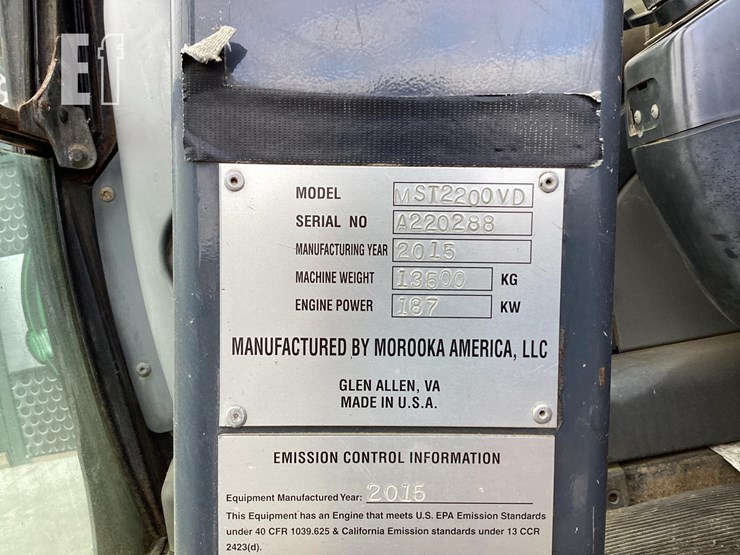 Ef
MODEL MST2200VD
SERIAL NO A220288
MANUFACTURING YEAR 2015
MACHINE WEIGHT 13500 KG
ENGINE POWER 187 KW
MANUFACTURED BY MOROOKA AMERICA, LLC
GLEN ALLEN, VA
MADE IN U.S.A.
EMISSION CONTROL INFORMATION
Equipment Manufactured Year: 2015
This Equipment has an Engine that meets U.S. EPA Emission Standards
under 40 CFR 1039.625 & California Emission standards under 13 CCR
2423(d).